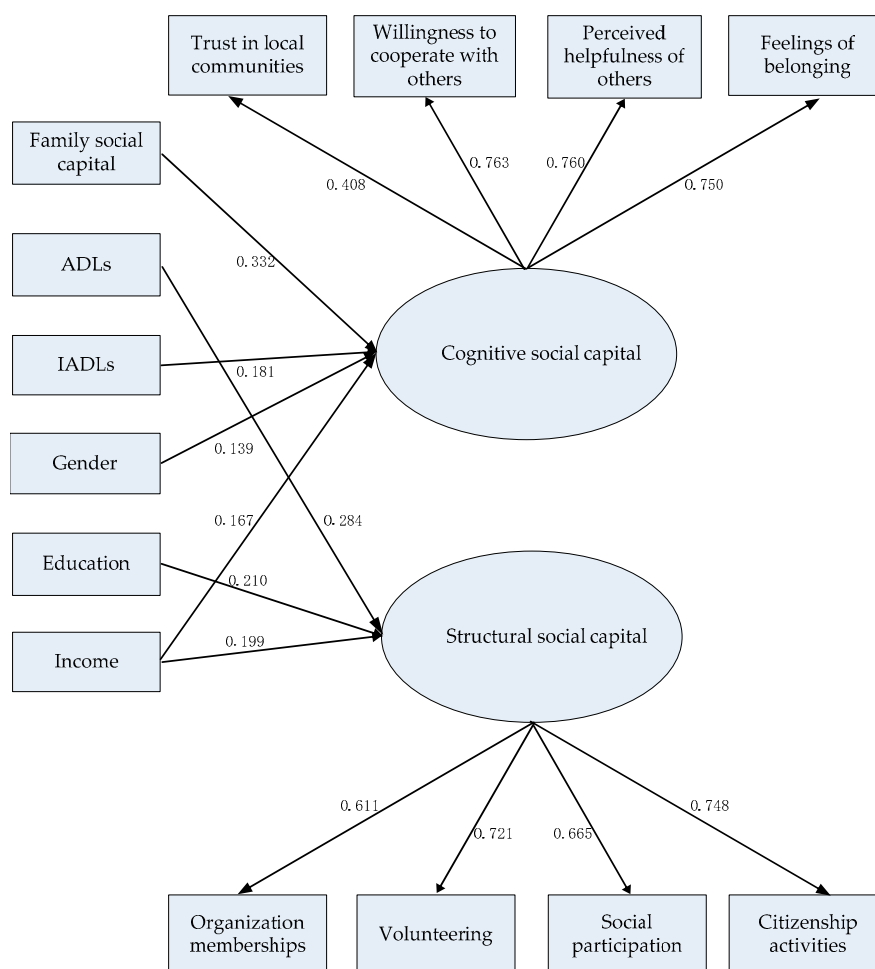 Trust in local
communities
Willingness to
cooperate with
others
Perceived
helpfulness of
others
Feelings of
belonging
Family social
capital
0.408
0.763
0.760
0.750
ADLs
0.332
IADLs
0.181
Cognitive social capital
Gender
0.139
0.167
0.284
Education
0.210
Income
0.199
Structural social capital
0.611
0.721
0.665
0.748
Organization
memberships
Volunteering
Social
participation
Citizenship
activities